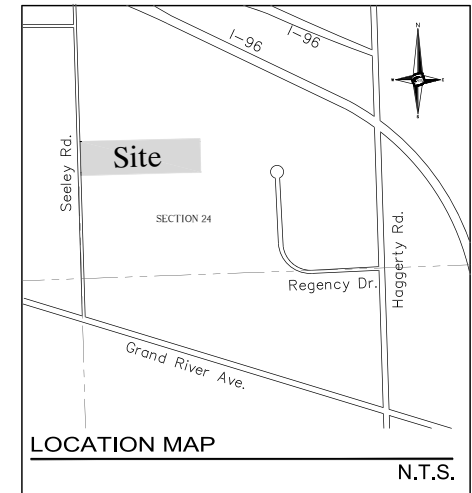 I-96
I-96
N
W
E
S
Seeley Rd.
Site
SECTION 24
Haggerty Rd.
Regency Dr.
Grand River Ave.
LOCATION MAP
N.T.S.